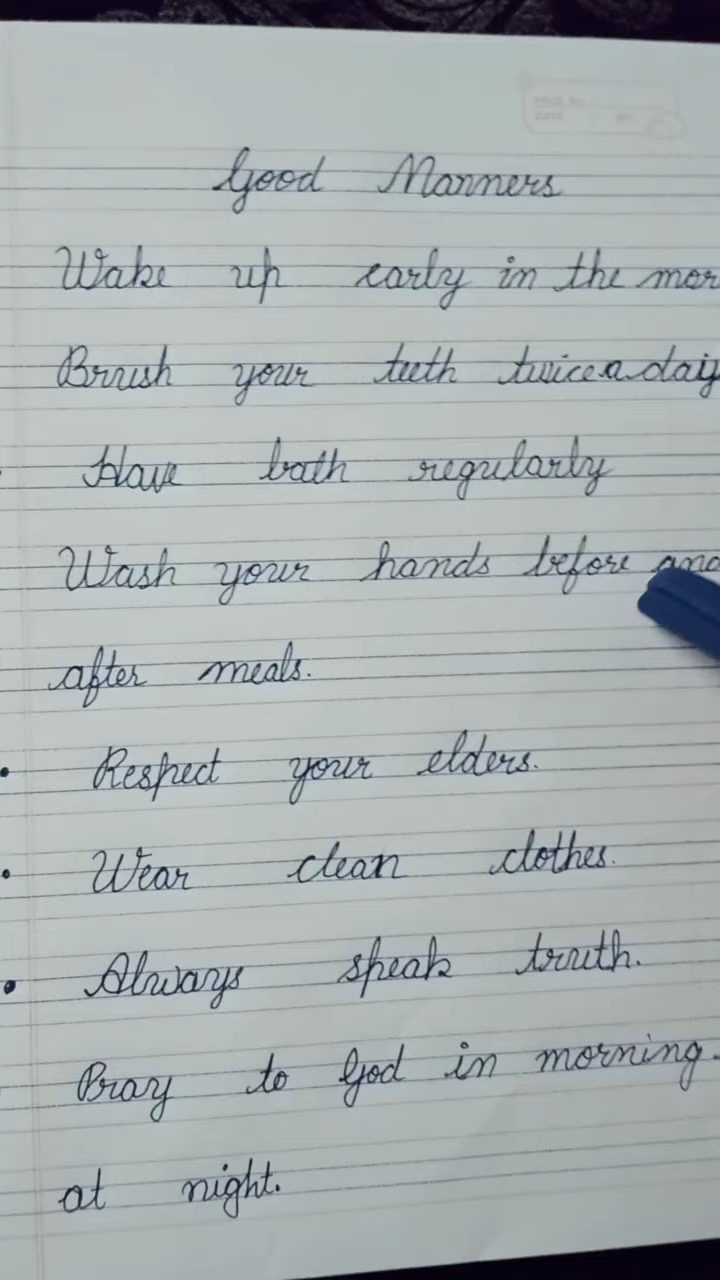 Good Manners
Wake up early in the mor
Brush your teeth twice a day
Have bath regularly
Wash your hands before and
after meals.
Respect your elders.
Wear clean clothes.
Always speak truth.
Pray to God in morning.
at night.